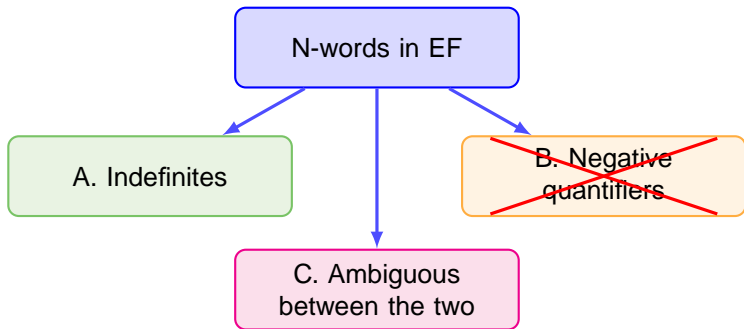 N-words in EF
A. Indefinites
B. Negative
quantifiers
C. Ambiguous
between the two